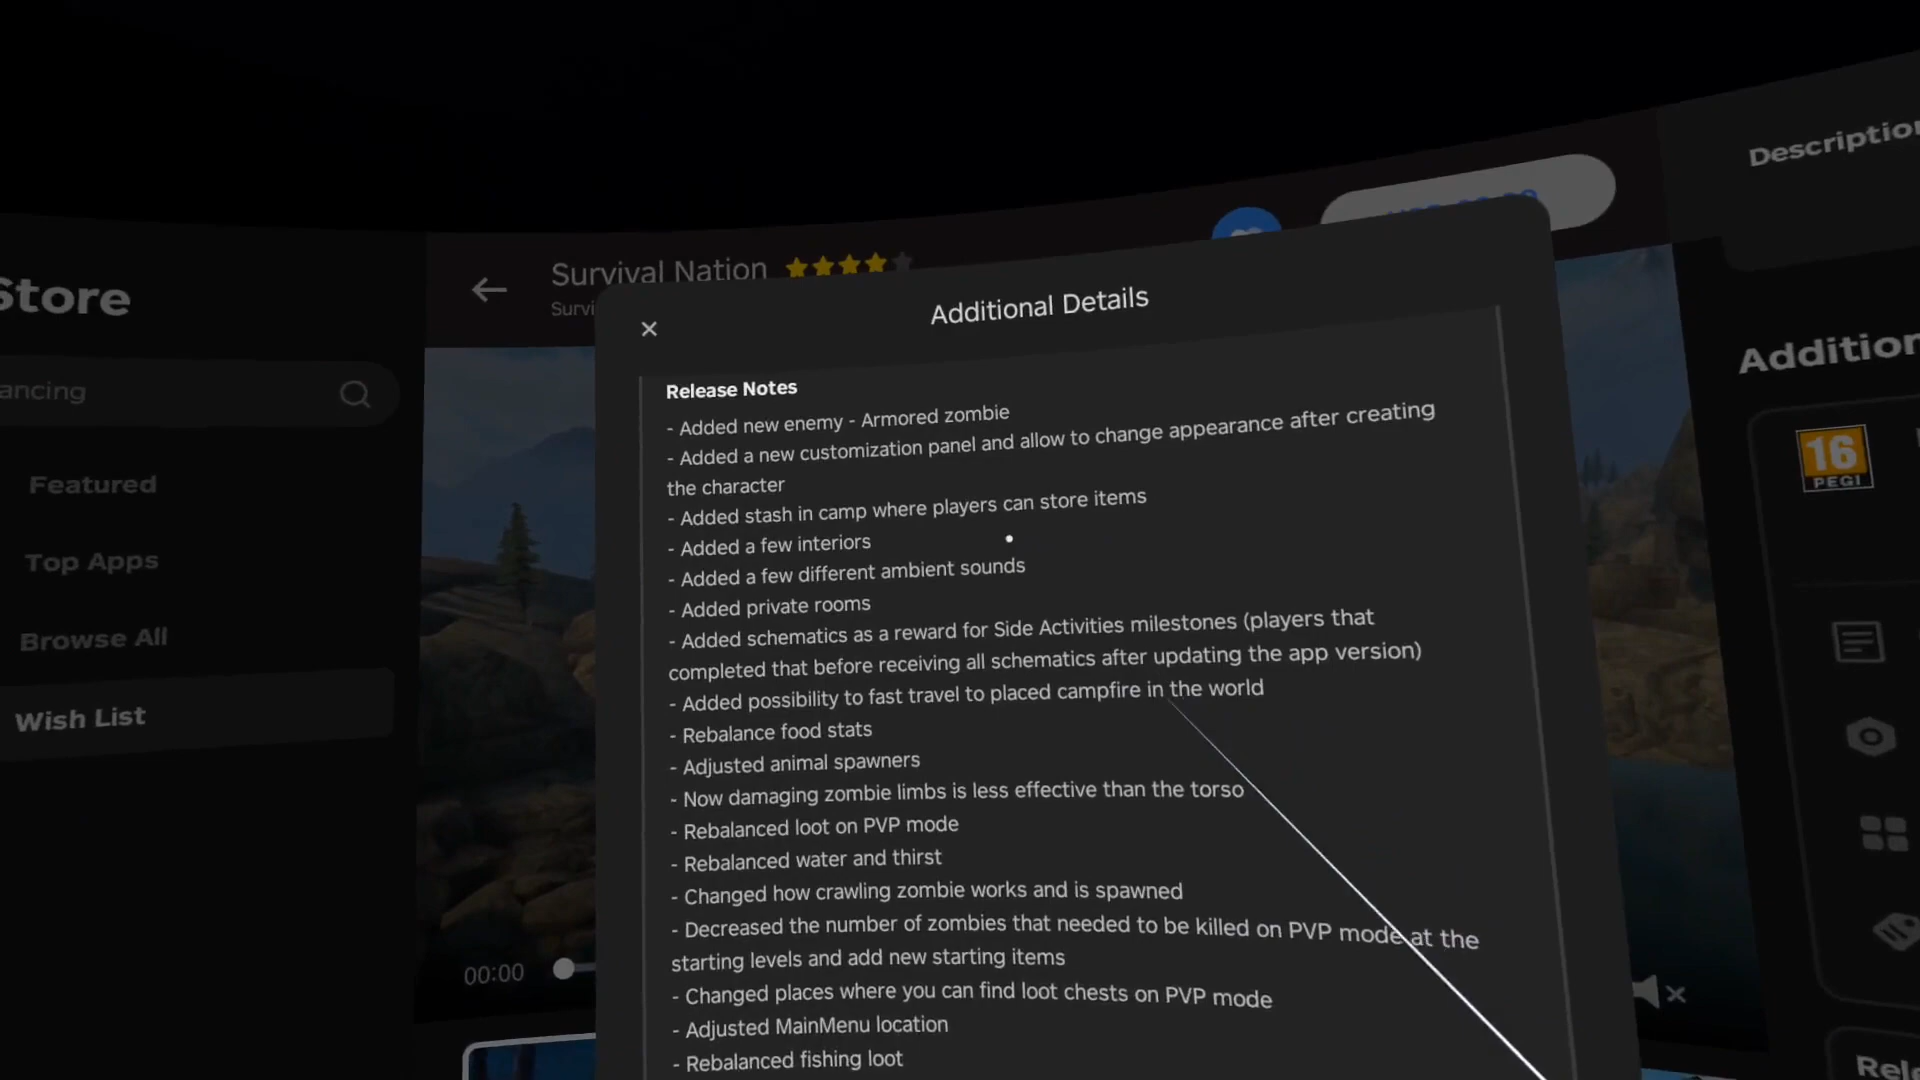 Store
ancing
Featured
Top Apps
Browse All
Wish List
Survival Nation
Survi
Additional Details
Release Notes
- Added new enemy - Armored zombie
- Added a new customization panel and allow to change appearance after creating
the character
- Added stash in camp where players can store items
- Added a few interiors
- Added a few different ambient sounds
- Added private rooms
- Added schematics as a reward for Side Activities milestones (players that
completed that before receiving all schematics after updating the app version)
- Added possibility to fast travel to placed campfire in the world
- Rebalance food stats
- Adjusted animal spawners
- Now damaging zombie limbs is less effective than the torso
- Rebalanced loot on PVP mode
- Rebalanced water and thirst
- Changed how crawling zombie works and is spawned
- Decreased the number of zombies that needed to be killed on PVP mode at the
starting levels and add new starting items
- Changed places where you can find loot chests on PVP mode
- Adjusted MainMenu location
- Rebalanced fishing loot
00:00
Description
Addition
16
PEGI
Rel